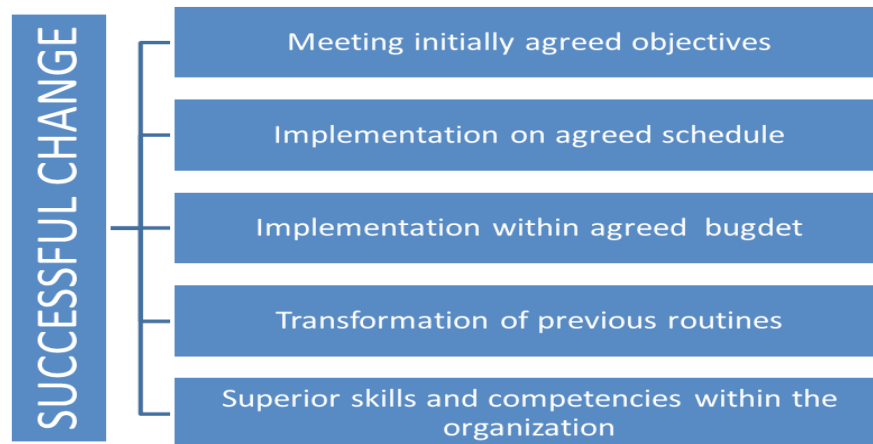 SUCCESSFUL CHANGE
Meeting initially agreed objectives
Implementation on agreed schedule
Implementation within agreed bugdet
Transformation of previous routines
Superior skills and competencies within the
organization